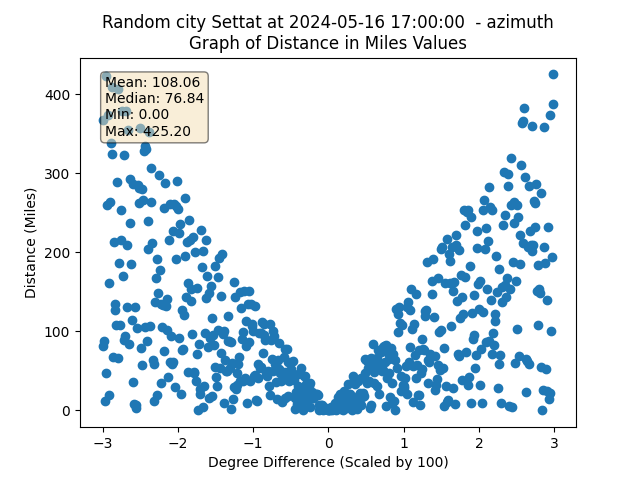 Random city Settat at 2024-05-16 17:00:00 - azimuth
Graph of Distance in Miles Values
Mean: 108.06
Median: 76.84
Min: 0.00
Max: 425.20
400
300
200
100
0
Distance (Miles)
−3 −2 −1 0 1 2 3
Degree Difference (Scaled by 100)